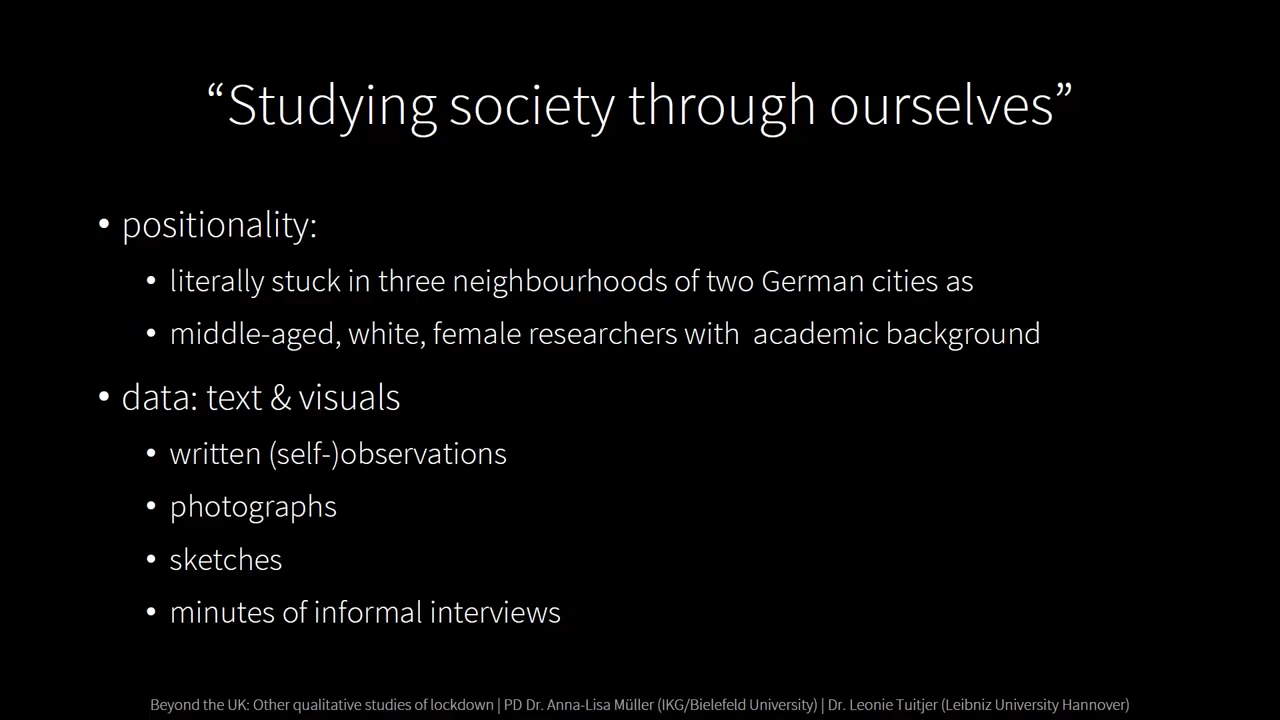 “Studying society through ourselves”
• positionality:
• literally stuck in three neighbourhoods of two German cities as
• middle-aged, white, female researchers with  academic background
• data: text & visuals
• written (self-)observations
• photographs
• sketches
• minutes of informal interviews
Beyond the UK: Other qualitative studies of lockdown | PD Dr. Anna-Lisa Müller (IKG/Bielefeld University) | Dr. Leonie Tuitjer (Leibniz University Hannover)